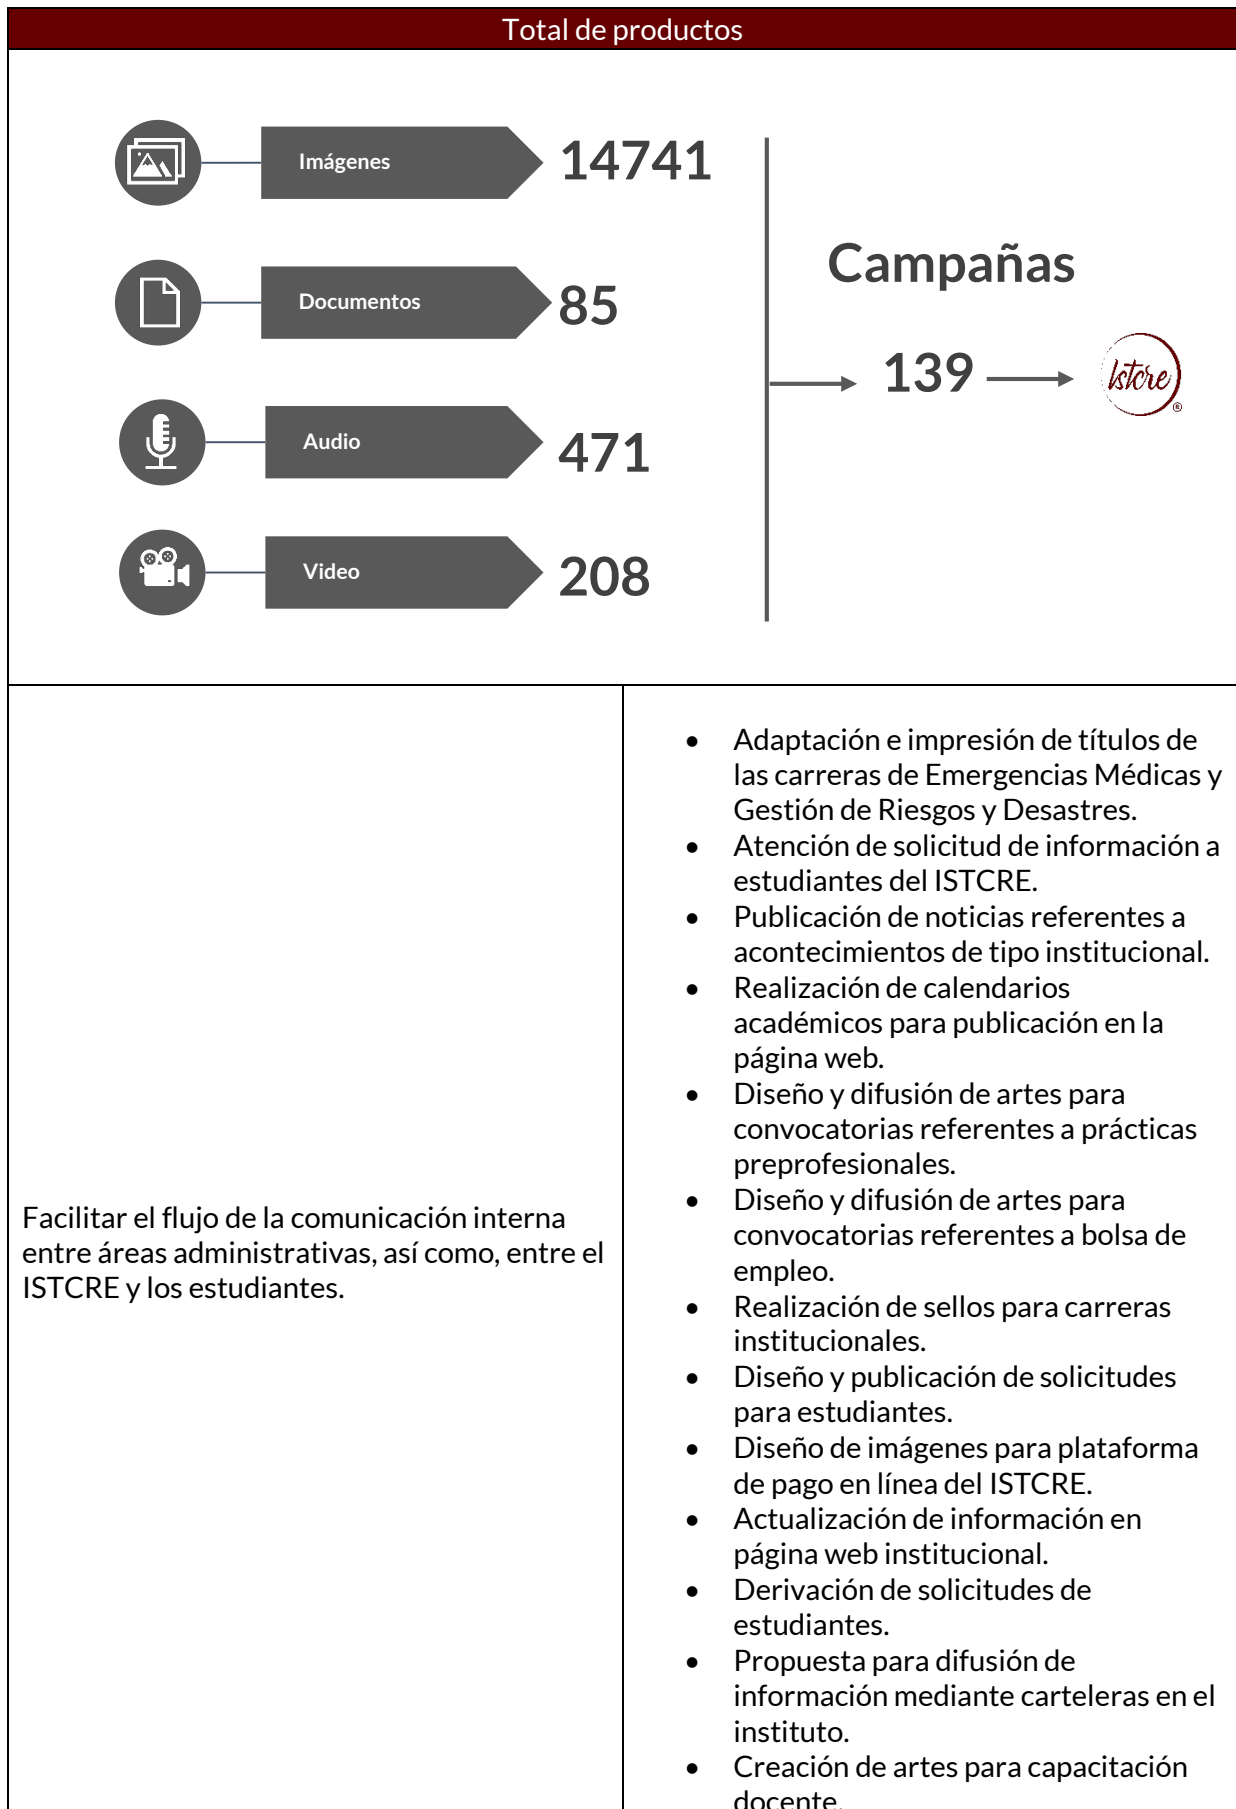 Total de productos
Imágenes
14741
Documentos
85
Audio
471
Video
208
Campañas
139
Istcre
®
Facilitar el flujo de la comunicación interna
entre áreas administrativas, así como, entre el
ISTCRE y los estudiantes.
• Adaptación e impresión de títulos de
las carreras de Emergencias Médicas y
Gestión de Riesgos y Desastres.
• Atención de solicitud de información a
estudiantes del ISTCRE.
• Publicación de noticias referentes a
acontecimientos de tipo institucional.
• Realización de calendarios
académicos para publicación en la
página web.
• Diseño y difusión de artes para
convocatorias referentes a prácticas
preprofesionales.
• Diseño y difusión de artes para
convocatorias referentes a bolsa de
empleo.
• Realización de sellos para carreras
institucionales.
• Diseño y publicación de solicitudes
para estudiantes.
• Diseño de imágenes para plataforma
de pago en línea del ISTCRE.
• Actualización de información en
página web institucional.
• Derivación de solicitudes de
estudiantes.
• Propuesta para difusión de
información mediante carteleras en el
instituto.
• Creación de artes para capacitación
docente.